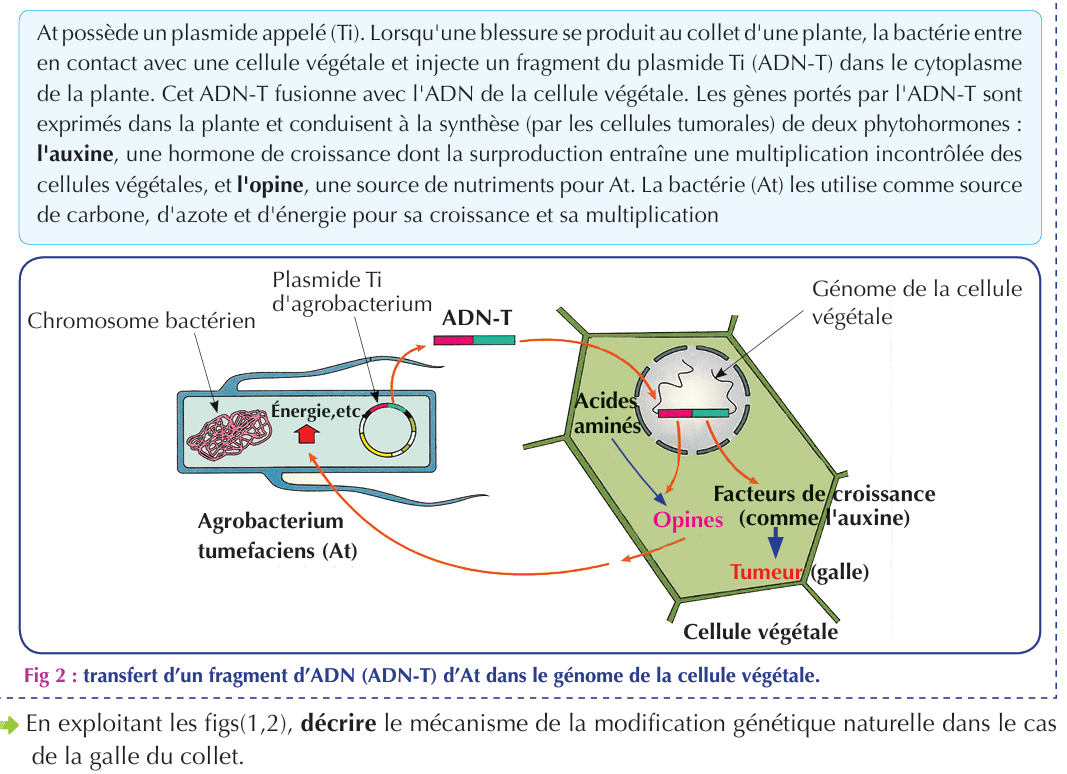 At possède un plasmide appelé (Ti). Lorsqu'une blessure se produit au collet d'une plante, la bactérie entre
en contact avec une cellule végétale et injecte un fragment du plasmide Ti (ADN-T) dans le cytoplasme
de la plante. Cet ADN-T fusionne avec l'ADN de la cellule végétale. Les gènes portés par l'ADN-T sont
exprimés dans la plante et conduisent à la synthèse (par les cellules tumorales) de deux phytohormones :
l'auxine, une hormone de croissance dont la surproduction entraîne une multiplication incontrôlée des
cellules végétales, et l'opine, une source de nutriments pour At. La bactérie (At) les utilise comme source
de carbone, d'azote et d'énergie pour sa croissance et sa multiplication
Plasmide Ti
d'agrobacterium
Chromosome bactérien
ADN-T
Génome de la cellule
végétale
Énergie,etc
Acides
aminés
Opines
Facteurs de croissance
(comme l'auxine)
Tumeur (galle)
Agrobacterium
tumefaciens (At)
Cellule végétale
Fig 2 : transfert d'un fragment d'ADN (ADN-T) d'At dans le génome de la cellule végétale.
En exploitant les figs(1,2), décrire le mécanisme de la modification génétique naturelle dans le cas
de la galle du collet.